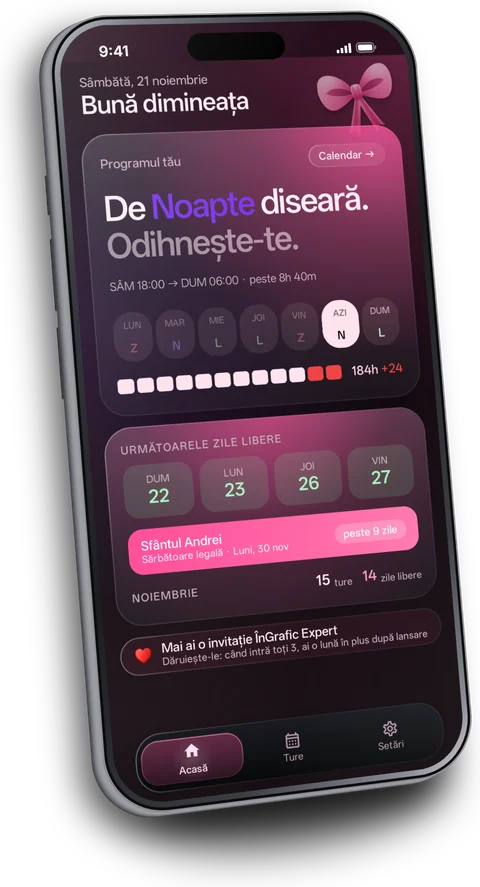 9:41
Sâmbătă, 21 noiembrie
Bună dimineața
Programul tău
Calendar →
De Noapte diseară.
Odihnește-te.
SÂM 18:00 → DUM 06:00 · peste 8h 40m
LUN MAR MIE JOI VIN AZI DUM
Z N L L Z N L
184h +24
URMĂTOARELE ZILE LIBERE
DUM LUN JOI VIN
22 23 26 27
Sfântul Andrei
Sărbătoare legală · Luni, 30 nov
peste 9 zile
NOIEMBRIE
15 ture 14 zile libere
Mai ai o invitație ÎnGrafic Expert
Dăruiește-le: când intră toți 3, ai o lună în plus după lansare
Acasă
Ture
Setări